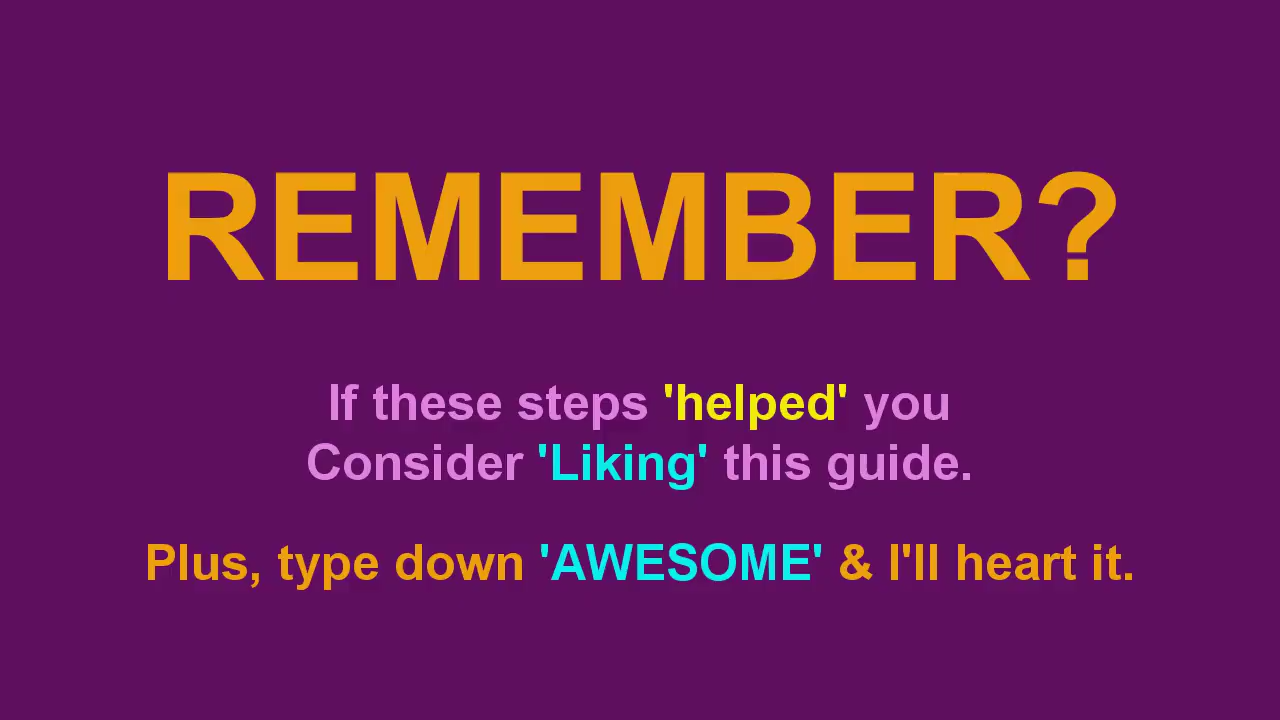 REMEMBER?
If these steps 'helped' you
Consider 'Liking' this guide.
Plus, type down 'AWESOME' & I'll heart it.